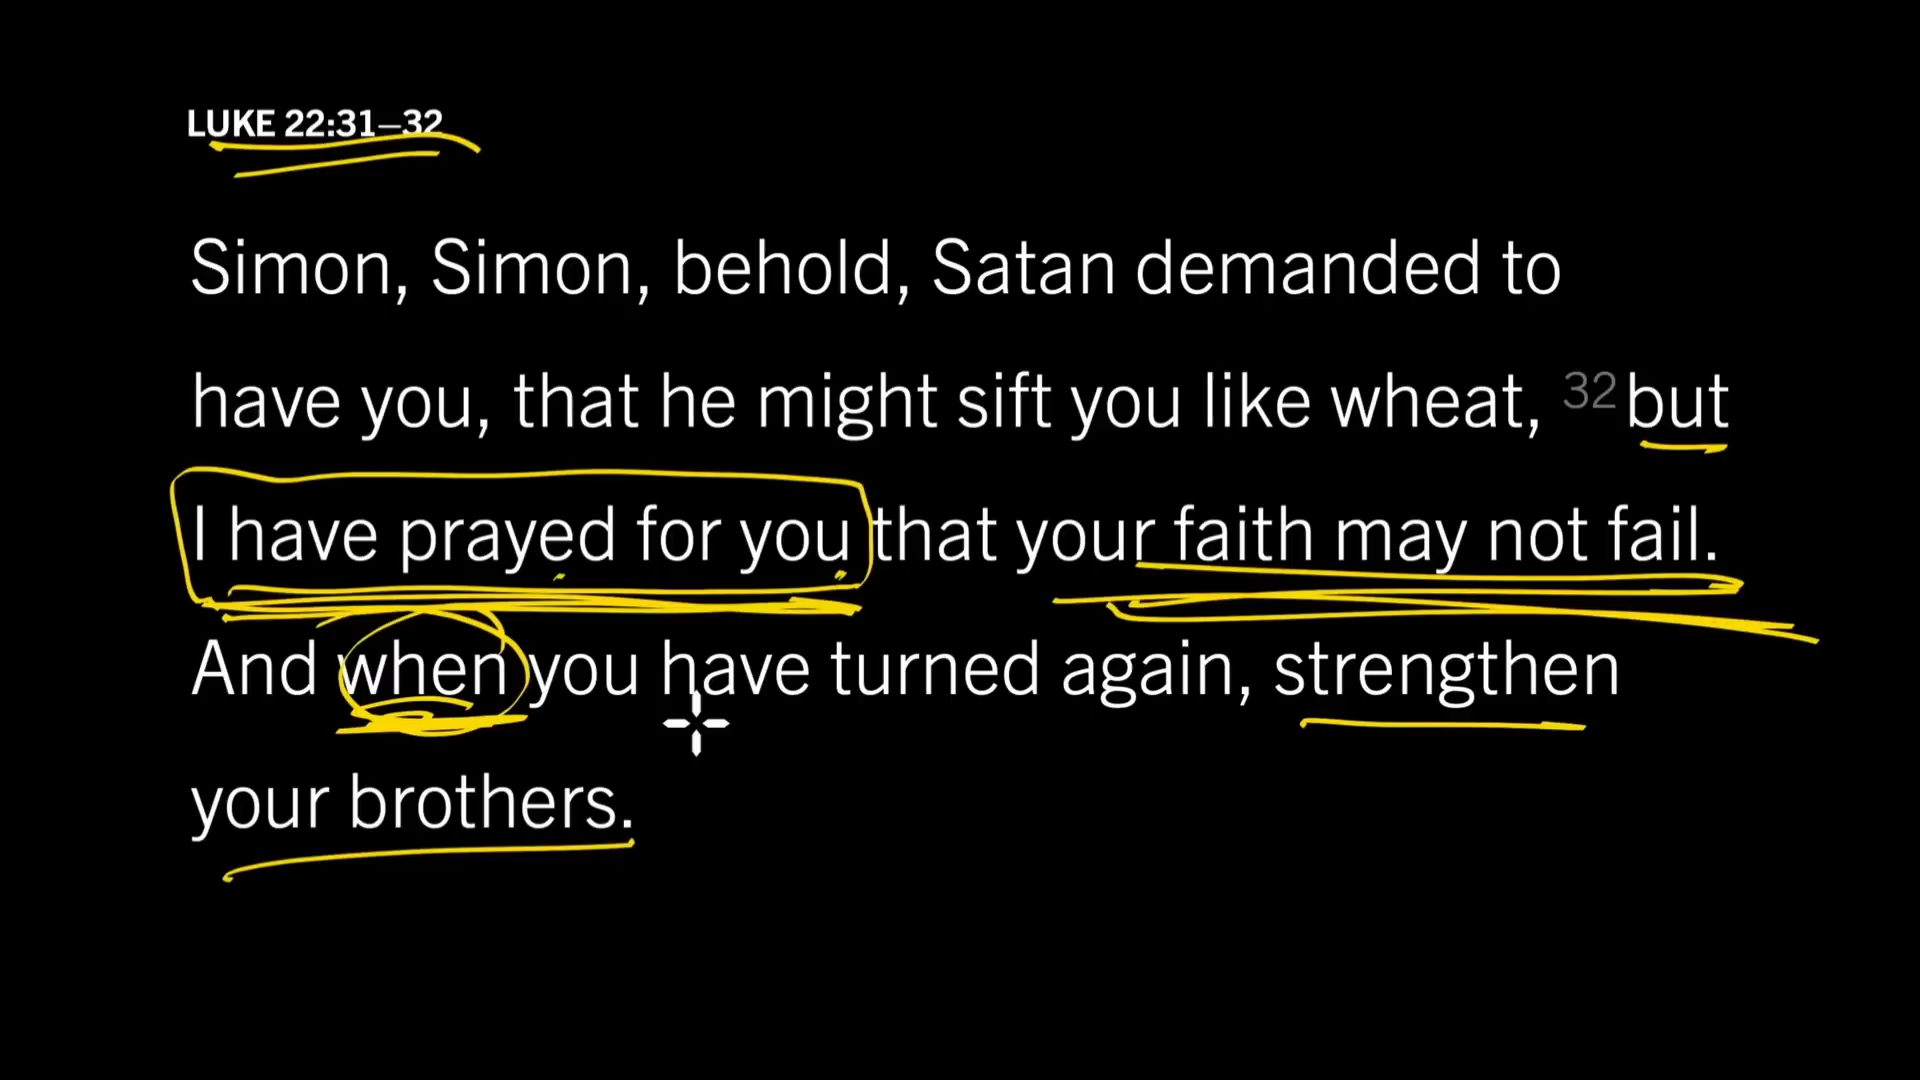 LUKE 22:31–32
Simon, Simon, behold, Satan demanded to
have you, that he might sift you like wheat, 32 but
I have prayed for you that your faith may not fail.
And when you have turned again, strengthen
your brothers.